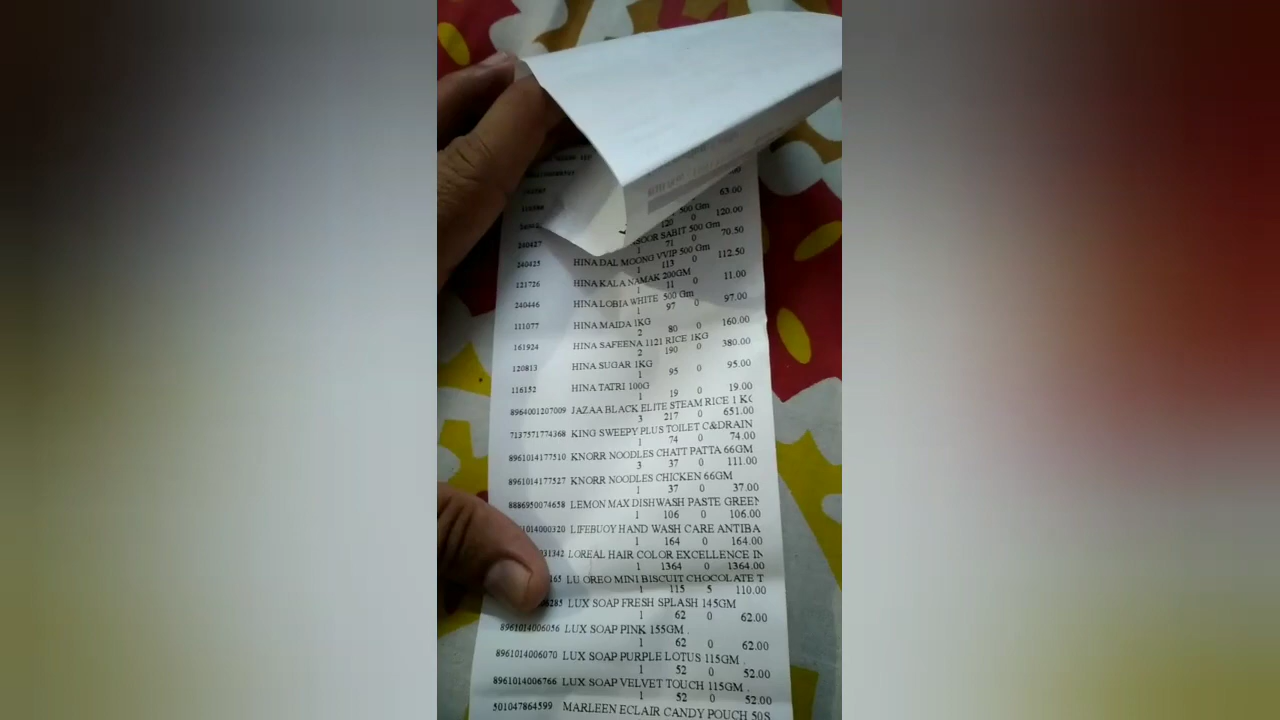 63.00
500 Gm
120 0 120.00
SOOR SABIT 500 Gm
240427 1 71 0 70.50
240425 HINA DAL MOONG VVIP 500 Gm
1 113 0 112.50
121726 HINA KALA NAMAK 200GM
1 11 0 11.00
240446 HINA LOBIA WHITE 500 Gm
1 97 0 97.00
111077 HINA MAIDA 1KG
2 80 0 160.00
161924 HINA SAFEENA 1121 RICE 1KG
2 190 0 380.00
120813 HINA SUGAR 1KG
1 95 0 95.00
116152 HINA TATRI 100G
1 19 0 19.00
8964001207009 JAZAA BLACK ELITE STEAM RICE 1 KG
3 217 0 651.00
7137571774368 KING SWEEPY PLUS TOILET C&DRAIN
1 74 0 74.00
8961014177510 KNORR NOODLES CHATT PATTA 66GM
3 37 0 111.00
8961014177527 KNORR NOODLES CHICKEN 66GM
1 37 0 37.00
8886950074658 LEMON MAX DISHWASH PASTE GREEN
1 106 0 106.00
1014000320 LIFEBUOY HAND WASH CARE ANTIBA
1 164 0 164.00
31342 LOREAL HAIR COLOR EXCELLENCE IN
1 1364 0 1364.00
165 LU OREO MINI BISCUIT CHOCOLATE T
1 115 5 110.00
6285 LUX SOAP FRESH SPLASH 145GM
1 62 0 62.00
8961014006056 LUX SOAP PINK 155GM .
1 62 0 62.00
8961014006070 LUX SOAP PURPLE LOTUS 115GM .
1 52 0 52.00
8961014006766 LUX SOAP VELVET TOUCH 115GM .
1 52 0 52.00
501047864599 MARLEEN ECLAIR CANDY POUCH 50S